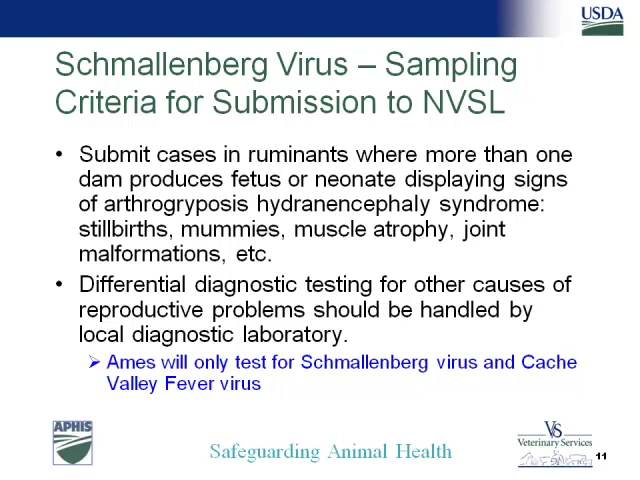 USDA
Schmallenberg Virus – Sampling
Criteria for Submission to NVSL
• Submit cases in ruminants where more than one
dam produces fetus or neonate displaying signs
of arthrogryposis hydranencephaly syndrome:
stillbirths, mummies, muscle atrophy, joint
malformations, etc.
• Differential diagnostic testing for other causes of
reproductive problems should be handled by
local diagnostic laboratory.
➢ Ames will only test for Schmallenberg virus and Cache
Valley Fever virus
APHIS
Safeguarding Animal Health
VS
Veterinary Services
11